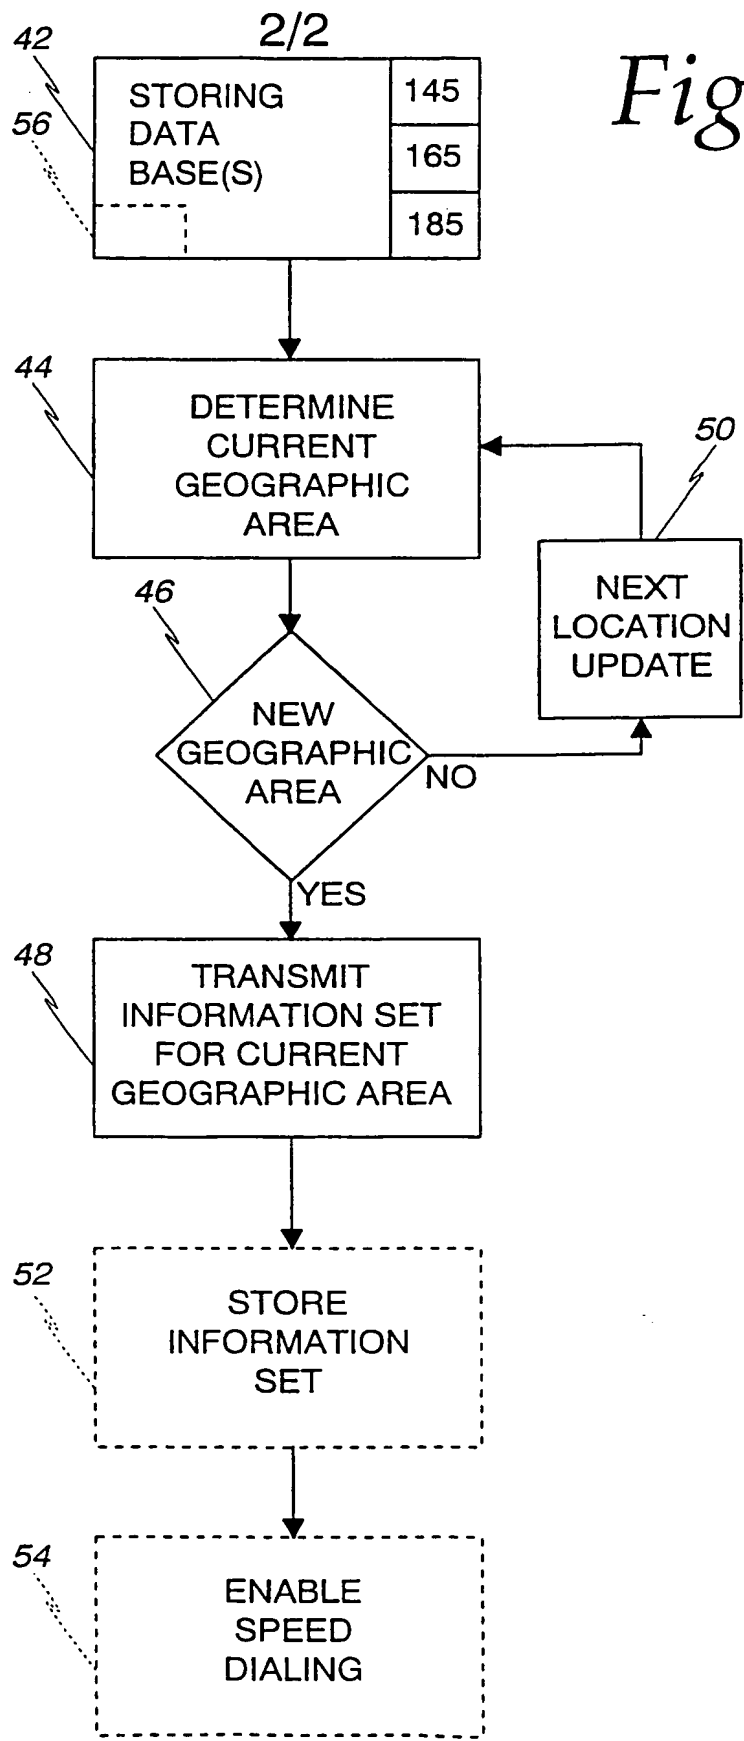 2/2
Fig
42
56
STORING
DATA
BASE(S)
145
165
185
44
DETERMINE
CURRENT
GEOGRAPHIC
AREA
50
NEXT
LOCATION
UPDATE
46
NEW
GEOGRAPHIC
AREA
NO
YES
48
TRANSMIT
INFORMATION SET
FOR CURRENT
GEOGRAPHIC AREA
52
STORE
INFORMATION
SET
54
ENABLE
SPEED
DIALING